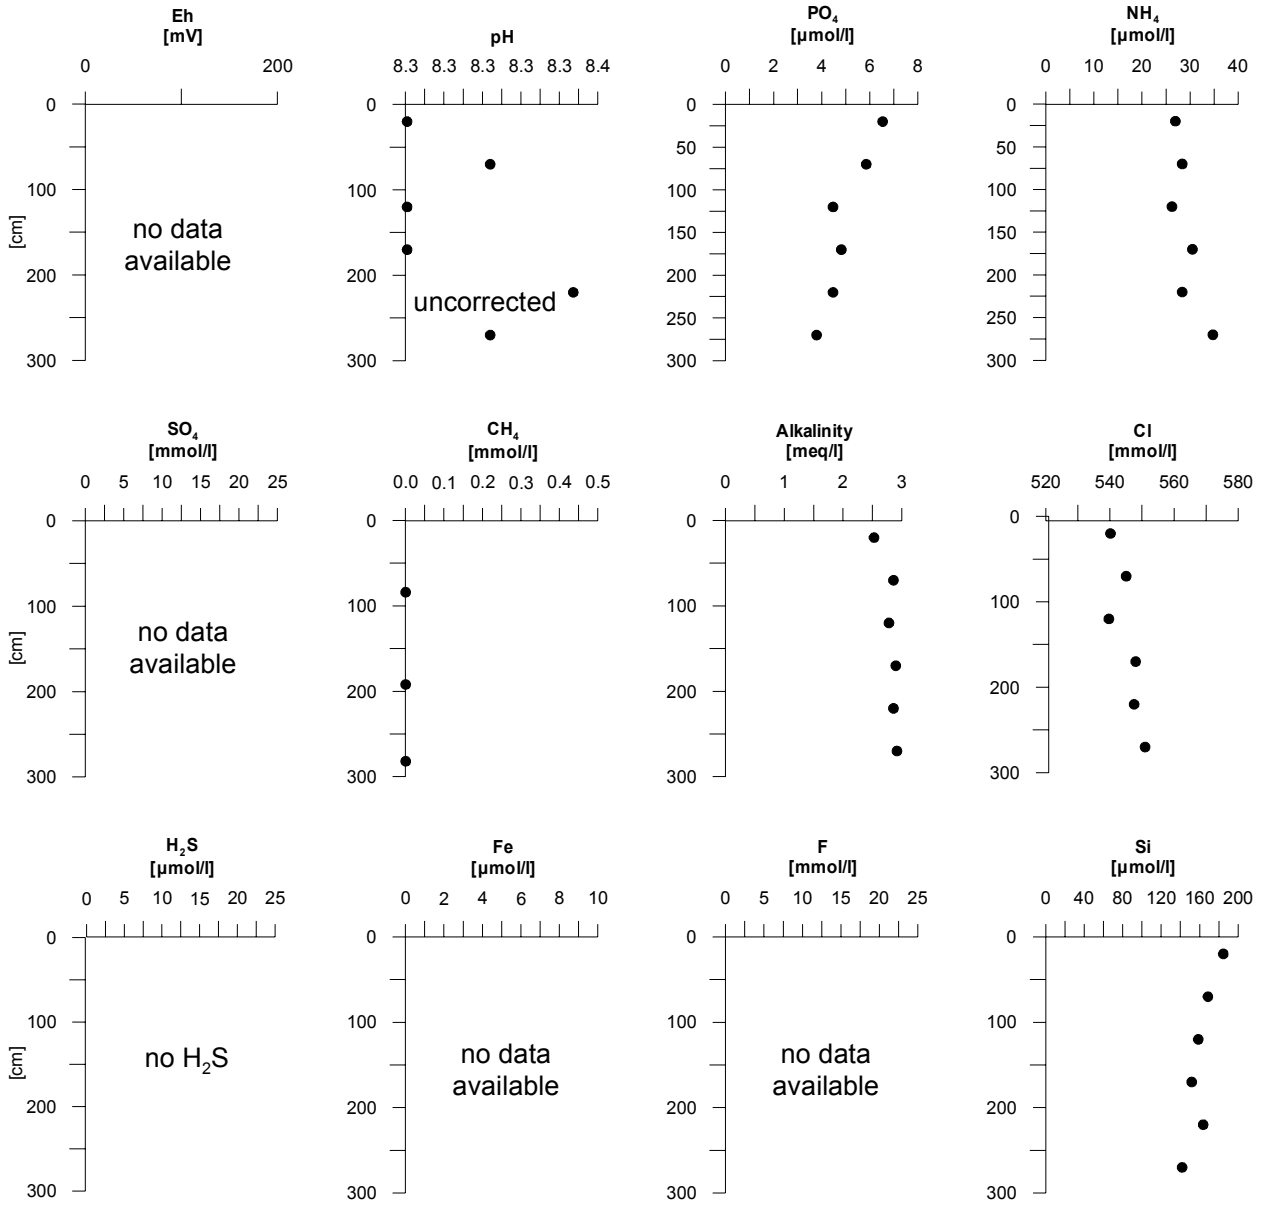 Eh
[mV]
0 200
0
100
200
300
[cm]
no data
available
pH
8.3 8.3 8.3 8.3 8.3 8.4
0
100
200
300
uncorrected
PO4
[µmol/l]
0 2 4 6 8
0
50
100
150
200
250
300
NH4
[µmol/l]
0 10 20 30 40
0
50
100
150
200
250
300
SO4
[mmol/l]
0 5 10 15 20 25
0
100
200
300
[cm]
no data
available
CH4
[mmol/l]
0.0 0.1 0.2 0.3 0.4 0.5
0
100
200
300
Alkalinity
[meq/l]
0 1 2 3
0
100
200
300
Cl
[mmol/l]
520 540 560 580
0
100
200
300
H2S
[µmol/l]
0 5 10 15 20 25
0
100
200
300
[cm]
no H2S
Fe
[µmol/l]
0 2 4 6 8 10
0
100
200
300
no data
available
F
[mmol/l]
0 5 10 15 20 25
0
100
200
300
no data
available
Si
[µmol/l]
0 40 80 120 160 200
0
100
200
300